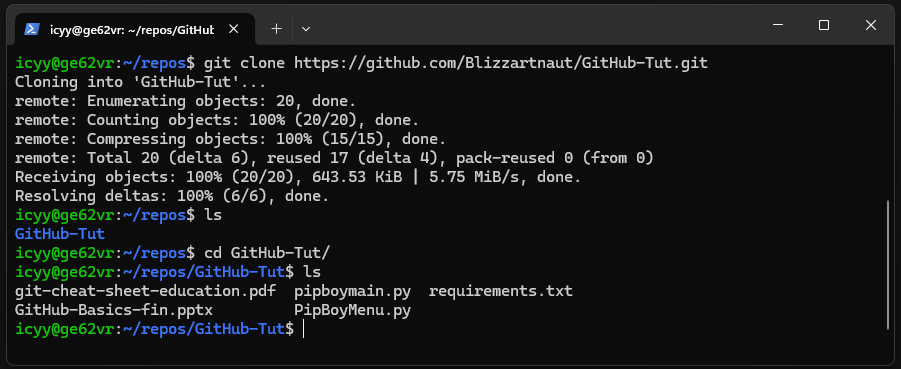 icyy@ge62vr: ~/repos/GitHub
icyy@ge62vr:~/repos$ git clone https://github.com/Blizzartnaut/GitHub-Tut.git
Cloning into 'GitHub-Tut'...
remote: Enumerating objects: 20, done.
remote: Counting objects: 100% (20/20), done.
remote: Compressing objects: 100% (15/15), done.
remote: Total 20 (delta 6), reused 17 (delta 4), pack-reused 0 (from 0)
Receiving objects: 100% (20/20), 643.53 KiB | 5.75 MiB/s, done.
Resolving deltas: 100% (6/6), done.
icyy@ge62vr:~/repos$ ls
GitHub-Tut
icyy@ge62vr:~/repos$ cd GitHub-Tut/
icyy@ge62vr:~/repos/GitHub-Tut$ ls
git-cheat-sheet-education.pdf  pipboymain.py  requirements.txt
GitHub-Basics-fin.pptx         PipBoyMenu.py
icyy@ge62vr:~/repos/GitHub-Tut$